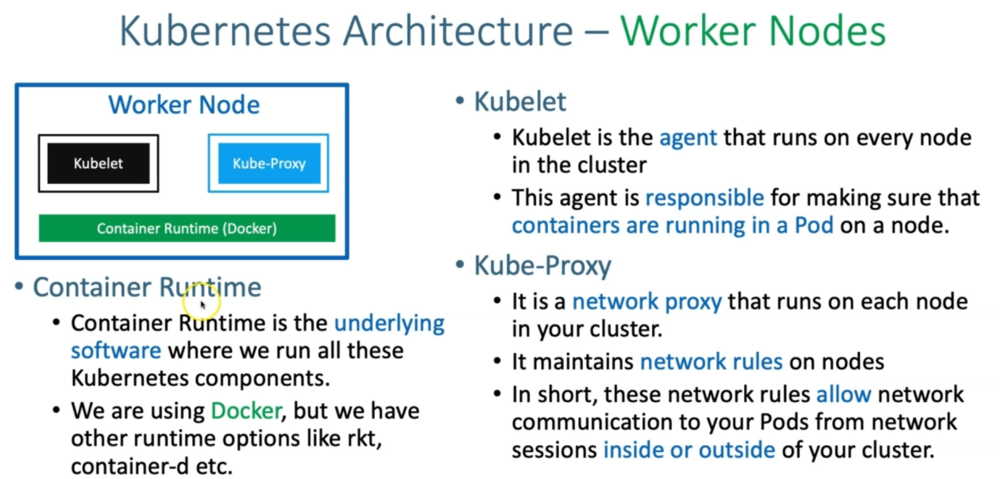 Kubernetes Architecture – Worker Nodes
Worker Node
Kubelet
Kube-Proxy
Container Runtime (Docker)
• Container Runtime
• Container Runtime is the underlying
software where we run all these
Kubernetes components.
• We are using Docker, but we have
other runtime options like rkt,
container-d etc.
• Kubelet
• Kubelet is the agent that runs on every node
in the cluster
• This agent is responsible for making sure that
containers are running in a Pod on a node.
• Kube-Proxy
• It is a network proxy that runs on each node
in your cluster.
• It maintains network rules on nodes
• In short, these network rules allow network
communication to your Pods from network
sessions inside or outside of your cluster.